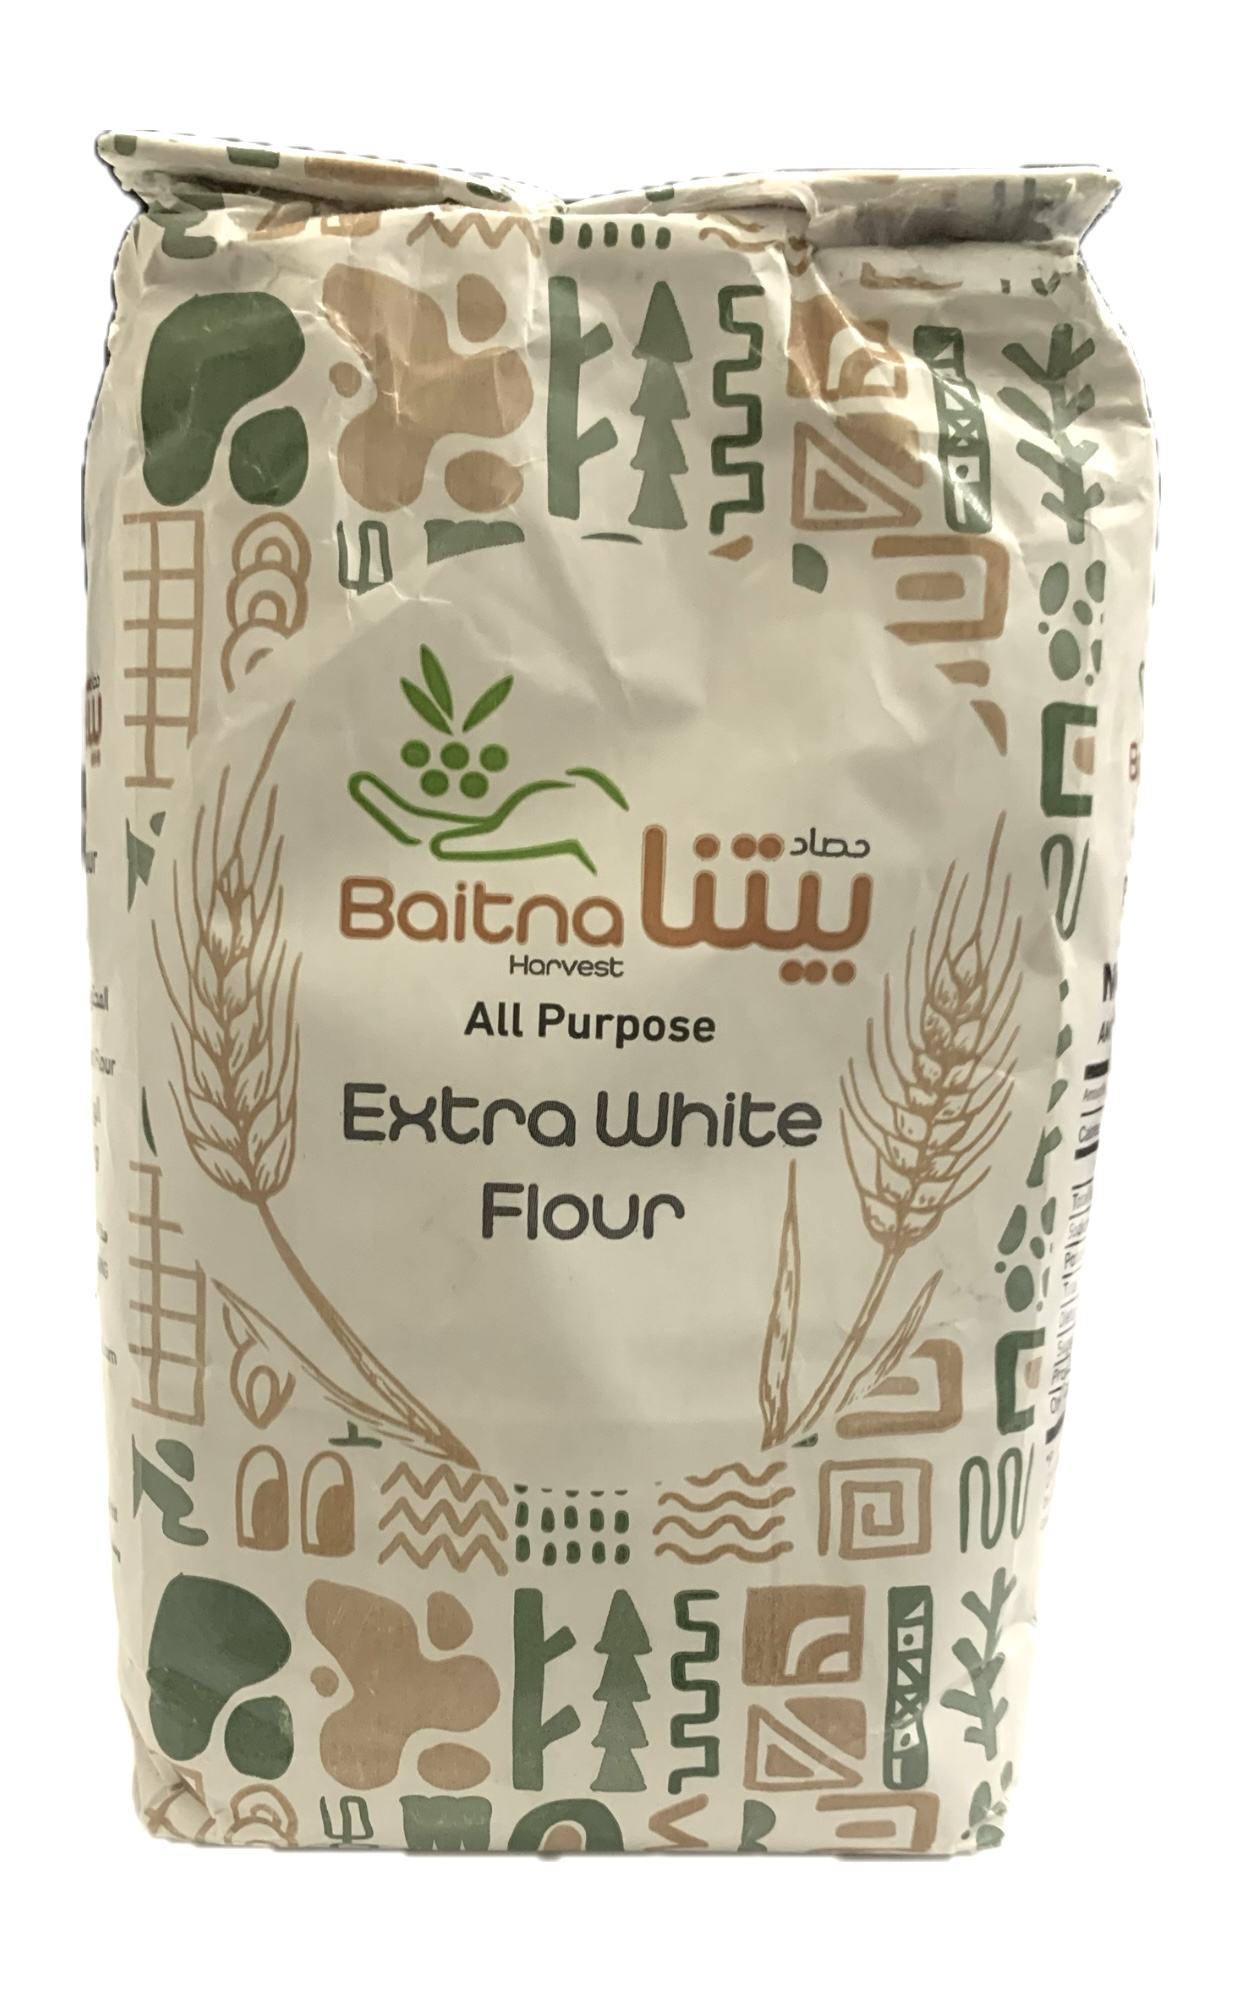 حصاد
Baitna بيتنا
Harvest
All Purpose
Extra White
Flour